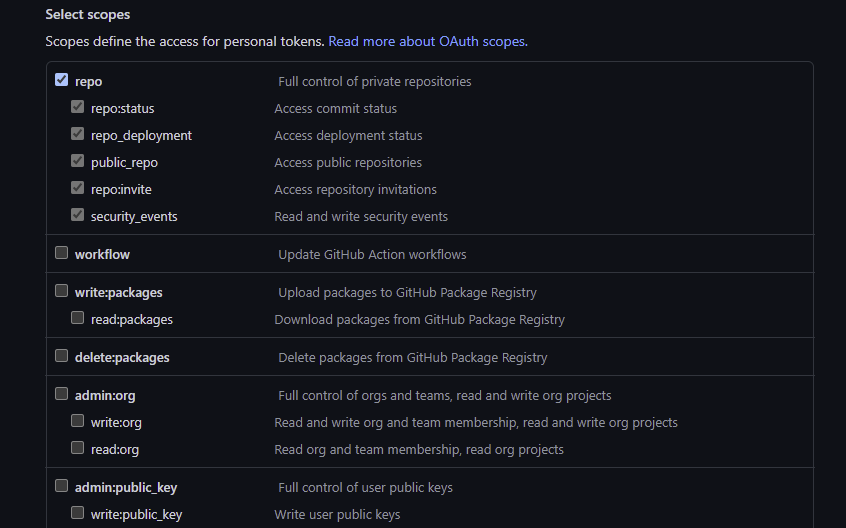 Select scopes
Scopes define the access for personal tokens. Read more about OAuth scopes.
repo Full control of private repositories
repo:status Access commit status
repo_deployment Access deployment status
public_repo Access public repositories
repo:invite Access repository invitations
security_events Read and write security events
workflow Update GitHub Action workflows
write:packages Upload packages to GitHub Package Registry
read:packages Download packages from GitHub Package Registry
delete:packages Delete packages from GitHub Package Registry
admin:org Full control of orgs and teams, read and write org projects
write:org Read and write org and team membership, read and write org projects
read:org Read org and team membership, read org projects
admin:public_key Full control of user public keys
write:public_key Write user public keys